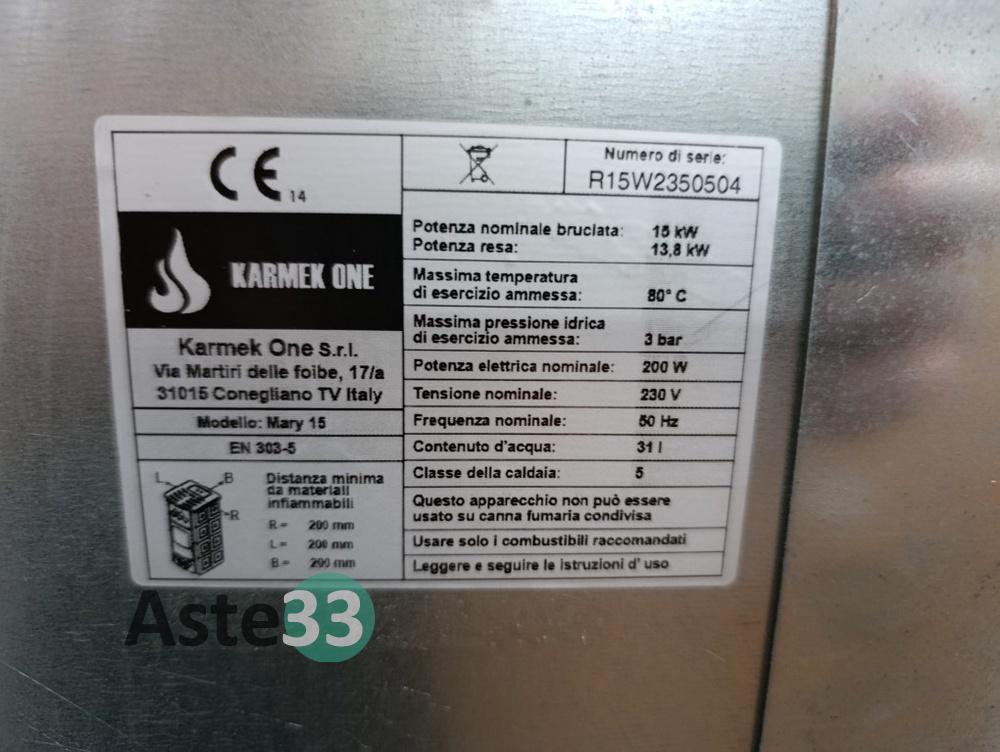 CE 14
KARMEK ONE
Karmek One S.r.l.
Via Martiri delle foibe, 17/a
31015 Conegliano TV Italy
Modello: Mary 15
EN 303-5
L
B
R
Distanza minima
da materiali
infiammabili
R= 200 mm
L= 200 mm
B= 200 mm
Numero di serie:
R15W2350504
Potenza nominale bruciata: 15 kW
Potenza resa: 13,8 kW
Massima temperatura
di esercizio ammessa: 80° C
Massima pressione idrica
di esercizio ammessa: 3 bar
Potenza elettrica nominale: 200 W
Tensione nominale: 230 V
Frequenza nominale: 50 Hz
Contenuto d'acqua: 31 l
Classe della caldaia: 5
Questo apparecchio non può essere
usato su canna fumaria condivisa
Usare solo i combustibili raccomandati
Leggere e seguire le istruzioni d' uso
Aste33